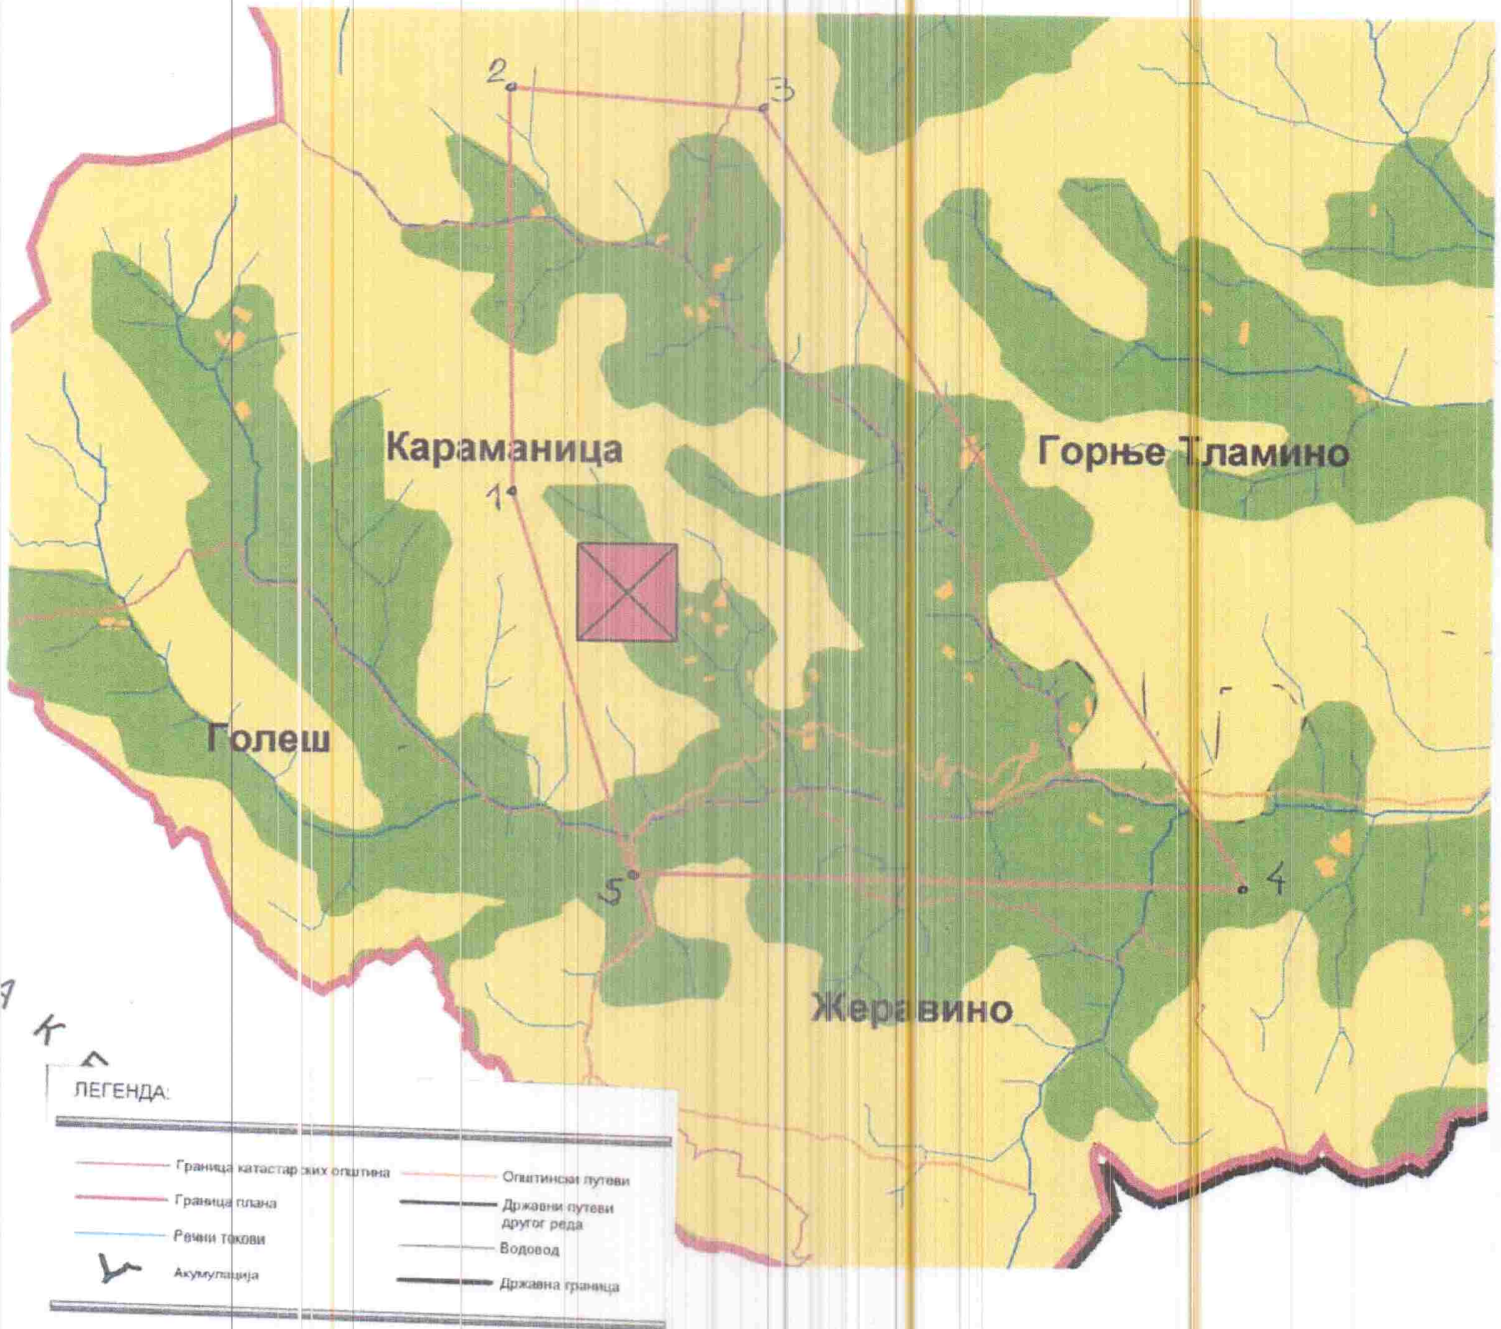 2
3
Караманица
Горње Тламино
1
Голеш
5
4
Жеравино
К
ЛЕГЕНДА:
Граница катастарских општина
Општински путеви
Граница плана
Државни путеви
другог реда
Речни токови
Водовод
Акумулација
Државна граница